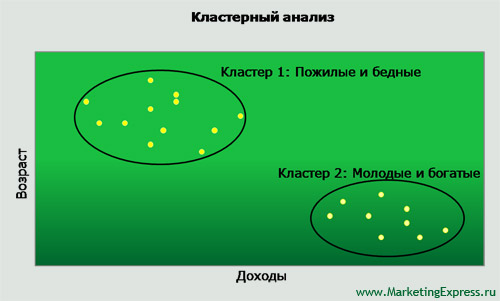 Кластерный анализ
Кластер 1: Пожилые и бедные
Кластер 2: Молодые и богатые
Возраст
Доходы
www.MarketingExpress.ru